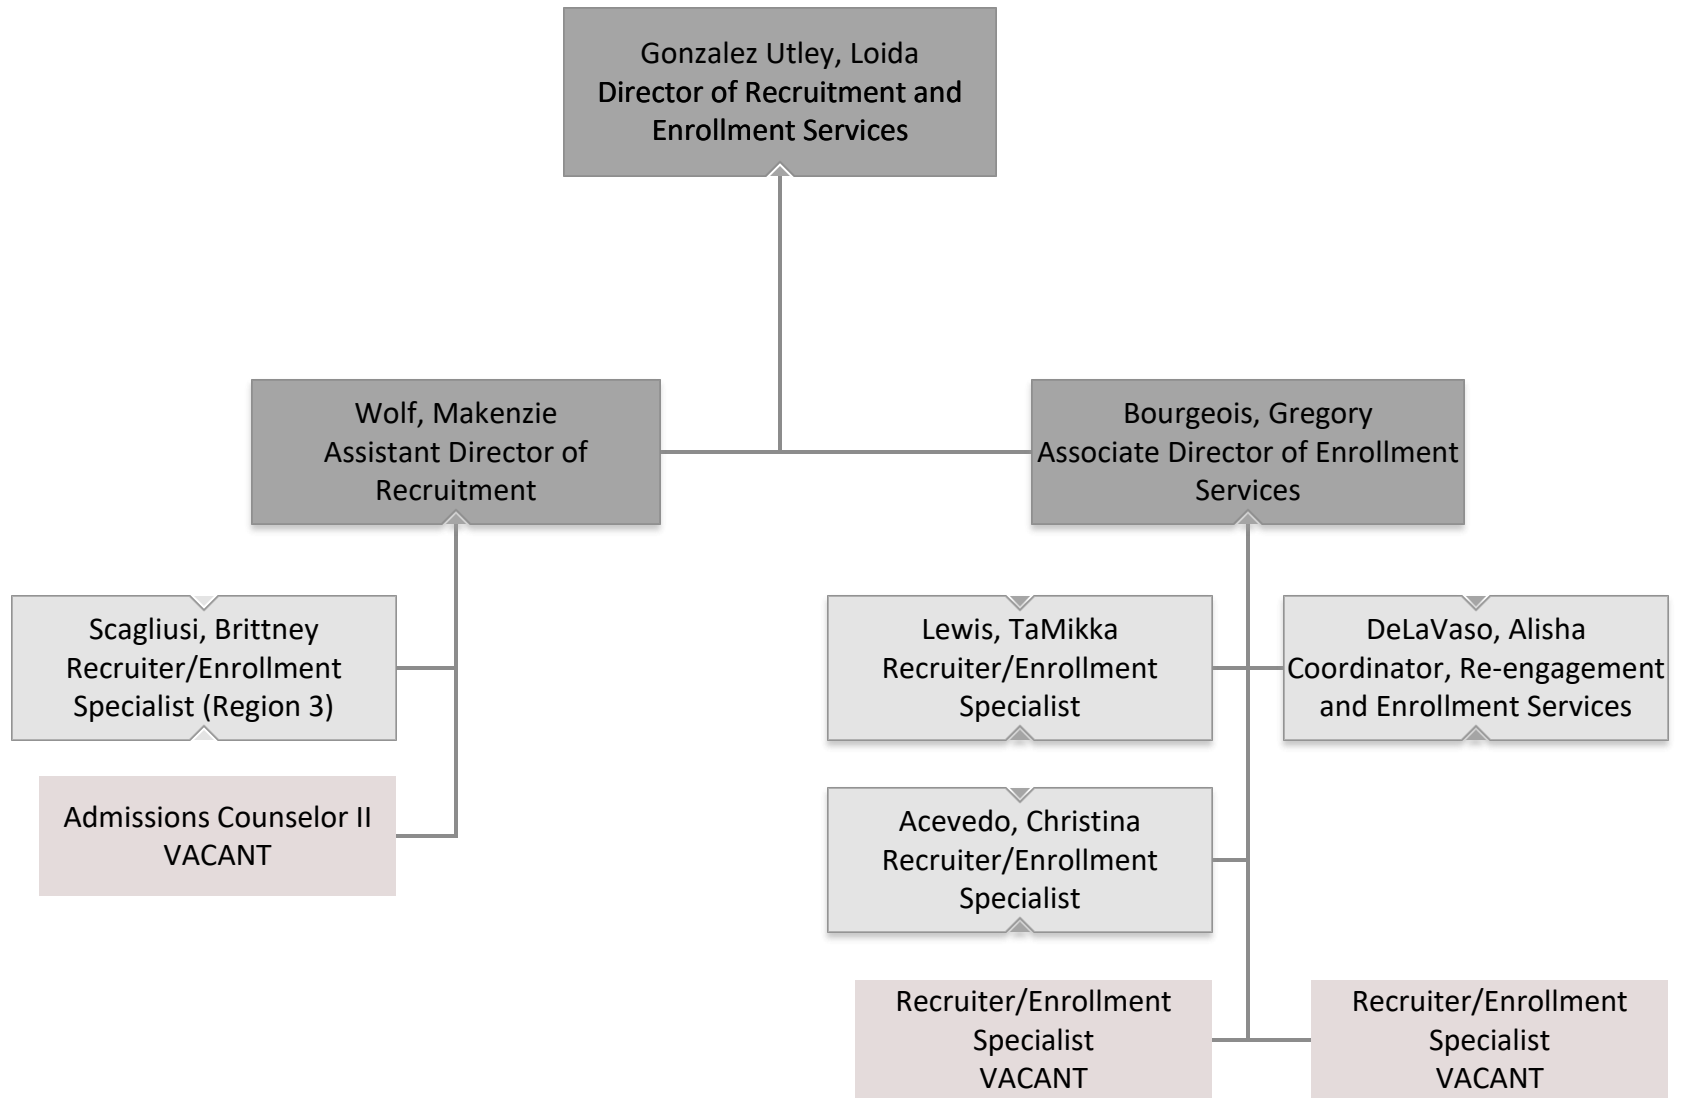 Gonzalez Utley, Loida
Director of Recruitment and
Enrollment Services
Wolf, Makenzie
Assistant Director of
Recruitment
Bourgeois, Gregory
Associate Director of Enrollment
Services
Scagliusi, Brittney
Recruiter/Enrollment
Specialist (Region 3)
Admissions Counselor II
VACANT
Lewis, TaMikka
Recruiter/Enrollment
Specialist
DeLaVaso, Alisha
Coordinator, Re-engagement
and Enrollment Services
Acevedo, Christina
Recruiter/Enrollment
Specialist
Recruiter/Enrollment
Specialist
VACANT
Recruiter/Enrollment
Specialist
VACANT